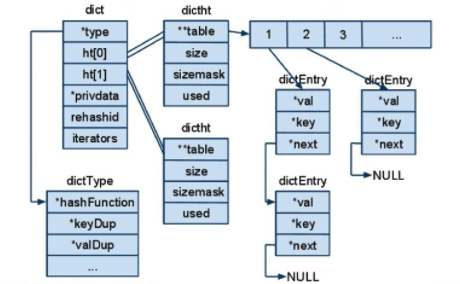 dict
*type
ht[0]
ht[1]
*privdata
rehashid
iterators
dictType
*hashFunction
*keyDup
*valDup
...
dictht
**table
size
sizemask
used
dictht
**table
size
sizemask
used
1 2 3 ...
dictEntry
*val
*key
*next
dictEntry
*val
*key
*next
NULL
dictEntry
*val
*key
*next
NULL